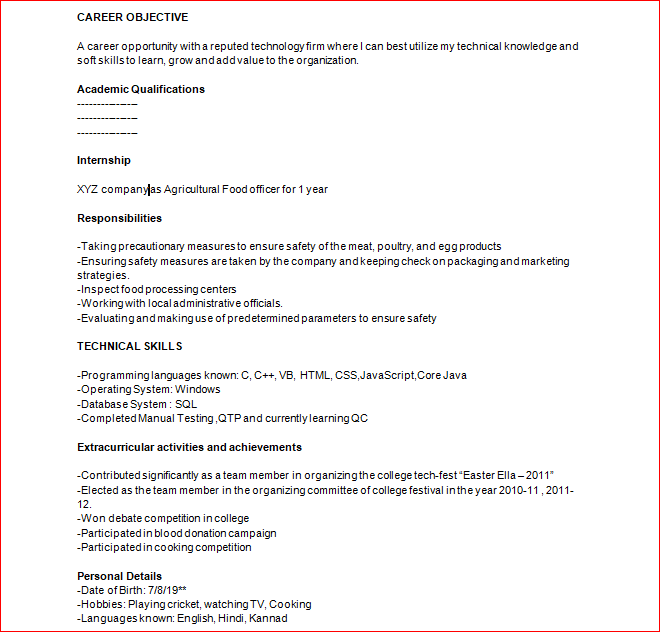 CAREER OBJECTIVE
A career opportunity with a reputed technology firm where I can best utilize my technical knowledge and
soft skills to learn, grow and add value to the organization.
Academic Qualifications
----------------
----------------
----------------
Internship
XYZ company as Agricultural Food officer for 1 year
Responsibilities
-Taking precautionary measures to ensure safety of the meat, poultry, and egg products
-Ensuring safety measures are taken by the company and keeping check on packaging and marketing
strategies.
-Inspect food processing centers
-Working with local administrative officials.
-Evaluating and making use of predetermined parameters to ensure safety
TECHNICAL SKILLS
-Programming languages known: C, C++, VB, HTML, CSS,JavaScript,Core Java
-Operating System: Windows
-Database System : SQL
-Completed Manual Testing ,QTP and currently learning QC
Extracurricular activities and achievements
-Contributed significantly as a team member in organizing the college tech-fest “Easter Ella – 2011”
-Elected as the team member in the organizing committee of college festival in the year 2010-11 , 2011-
12.
-Won debate competition in college
-Participated in blood donation campaign
-Participated in cooking competition
Personal Details
-Date of Birth: 7/8/19**
-Hobbies: Playing cricket, watching TV, Cooking
-Languages known: English, Hindi, Kannad